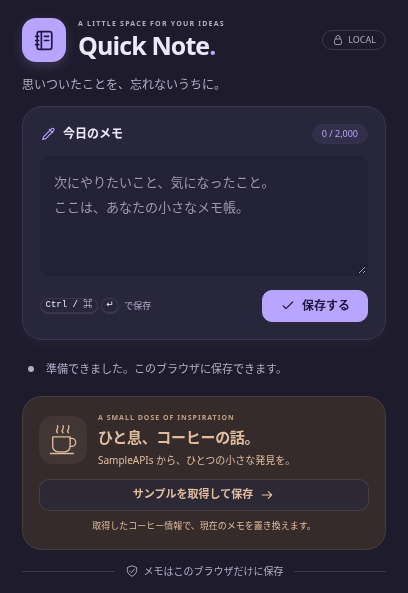 A LITTLE SPACE FOR YOUR IDEAS
Quick Note.
LOCAL
思いついたことを、忘れないうちに。
今日のメモ
0 / 2,000
次にやりたいこと、気になったこと。
ここは、あなたの小さなメモ帳。
Ctrl / ⌘ ↵ で保存
保存する
準備できました。このブラウザに保存できます。
A SMALL DOSE OF INSPIRATION
ひと息、コーヒーの話。
SampleAPIs から、ひとつの小さな発見を。
サンプルを取得して保存 →
取得したコーヒー情報で、現在のメモを置き換えます。
メモはこのブラウザだけに保存